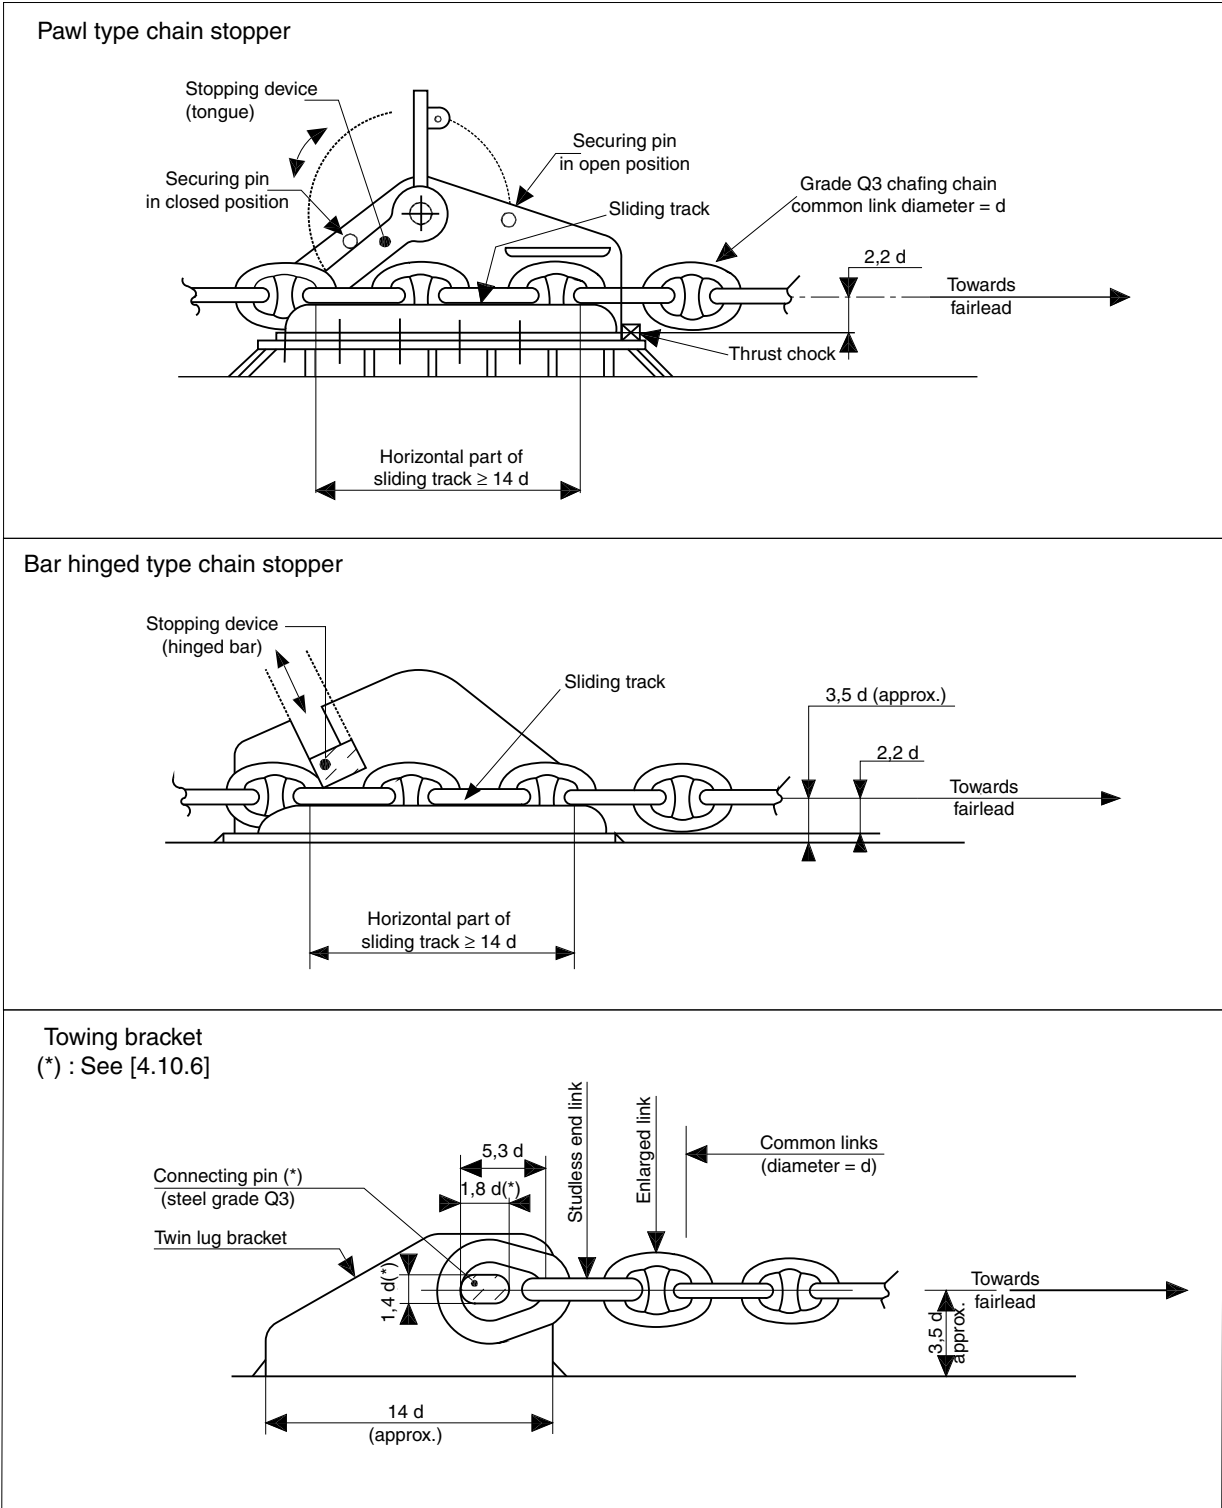 Pawl type chain stopper
Stopping device
(tongue)
Securing pin
in open position
Securing pin
in closed position
Grade Q3 chafing chain
common link diameter = d
Sliding track
2,2 d
Towards
fairlead
Thrust chock
Horizontal part of
sliding track ≥ 14 d
Bar hinged type chain stopper
Stopping device
(hinged bar)
Sliding track
3,5 d (approx.)
2,2 d
Towards
fairlead
Horizontal part of
sliding track ≥ 14 d
Towing bracket
(*) : See [4.10.6]
Studless end link
Enlarged link
Common links
(diameter = d)
5,3 d
Connecting pin (*)
(steel grade Q3)
1,8 d(*)
Twin lug bracket
1,4 d(*)
Towards
fairlead
3,5 d
approx.
14 d
(approx.)